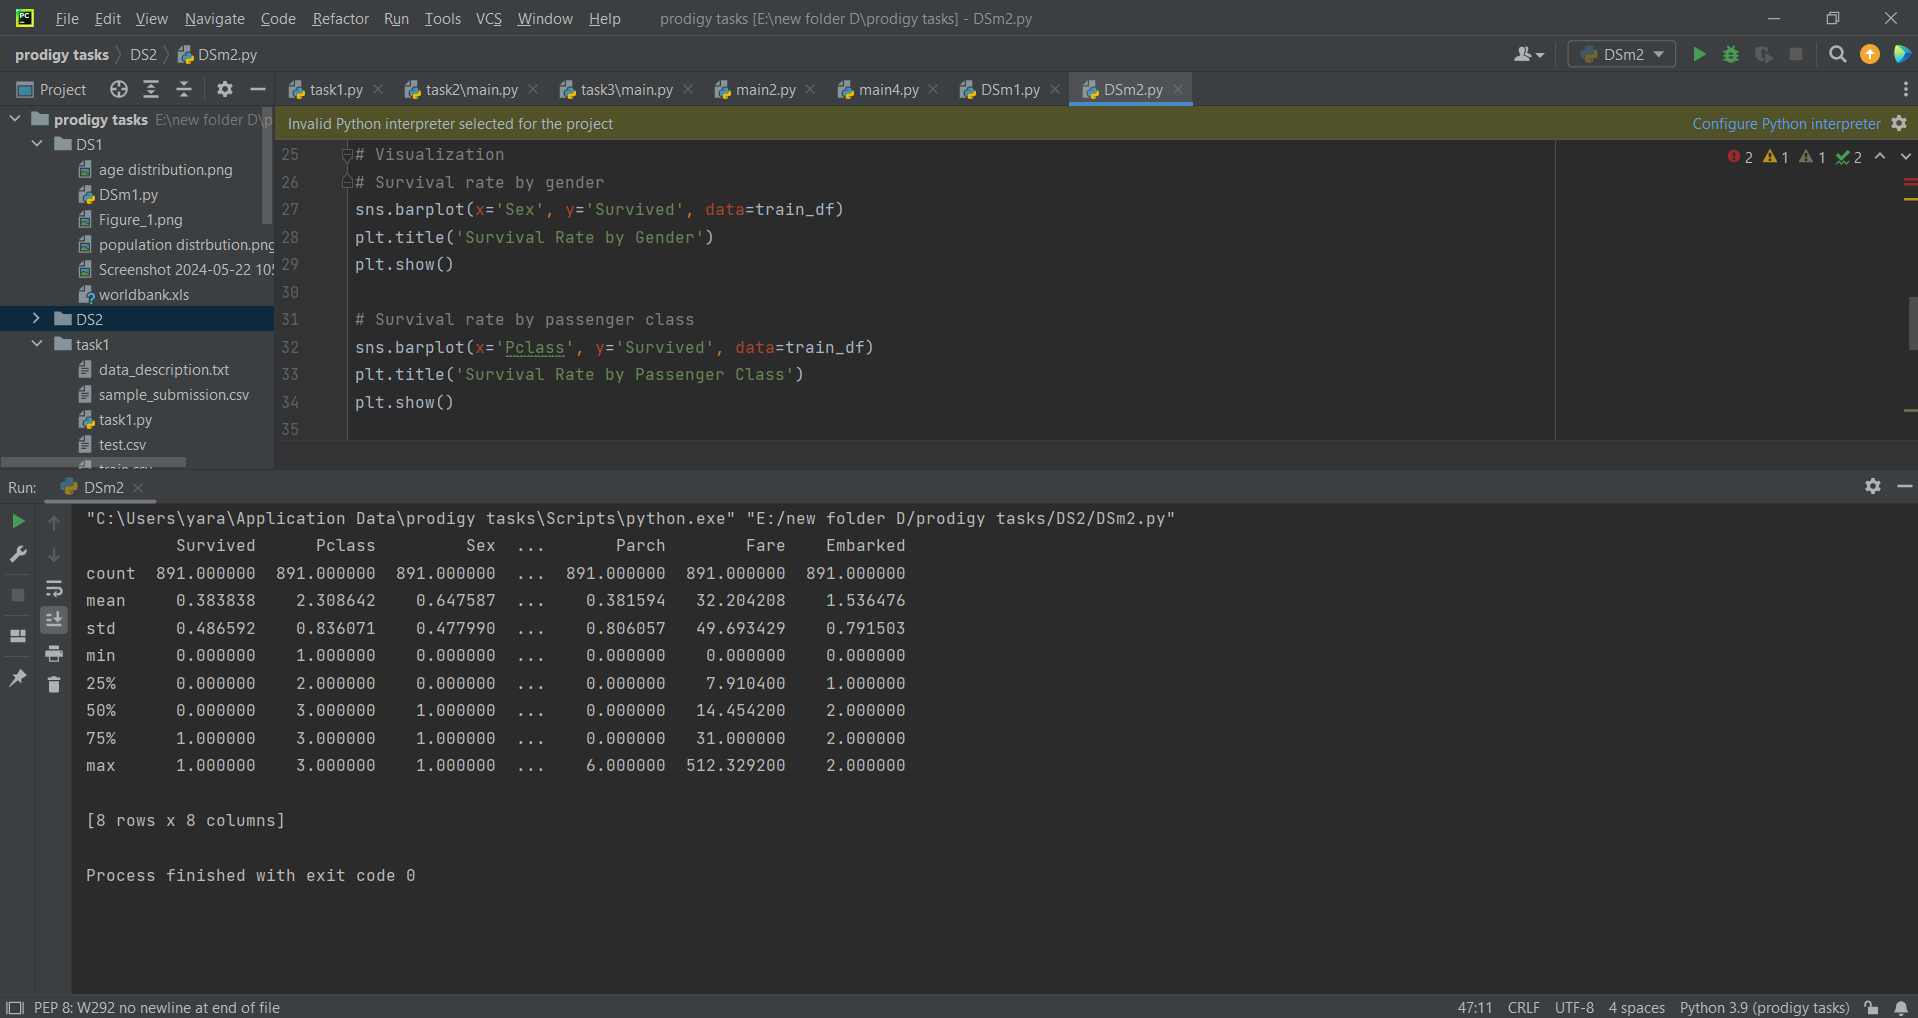 File Edit View Navigate Code Refactor Run Tools VCS Window Help prodigy tasks [E:\new folder D\prodigy tasks] - DSm2.py
prodigy tasks DS2 DSm2.py DSm2
Project task1.py task2\main.py task3\main.py main2.py main4.py DSm1.py DSm2.py
Invalid Python interpreter selected for the project Configure Python interpreter
prodigy tasks E:\new folder D\p
DS1
age distribution.png
DSm1.py
Figure_1.png
population distrbution.png
Screenshot 2024-05-22 10
worldbank.xls
DS2
task1
data_description.txt
sample_submission.csv
task1.py
test.csv
train.csv
2 1 1 2
25 # Visualization
26 # Survival rate by gender
27 sns.barplot(x='Sex', y='Survived', data=train_df)
28 plt.title('Survival Rate by Gender')
29 plt.show()
30
31 # Survival rate by passenger class
32 sns.barplot(x='Pclass', y='Survived', data=train_df)
33 plt.title('Survival Rate by Passenger Class')
34 plt.show()
35
Run: DSm2
"C:\Users\yara\Application Data\prodigy tasks\Scripts\python.exe" "E:/new folder D/prodigy tasks/DS2/DSm2.py"
Survived Pclass Sex ... Parch Fare Embarked
count 891.000000 891.000000 891.000000 ... 891.000000 891.000000 891.000000
mean 0.383838 2.308642 0.647587 ... 0.381594 32.204208 1.536476
std 0.486592 0.836071 0.477990 ... 0.806057 49.693429 0.791503
min 0.000000 1.000000 0.000000 ... 0.000000 0.000000 0.000000
25% 0.000000 2.000000 0.000000 ... 0.000000 7.910400 1.000000
50% 0.000000 3.000000 1.000000 ... 0.000000 14.454200 2.000000
75% 1.000000 3.000000 1.000000 ... 0.000000 31.000000 2.000000
max 1.000000 3.000000 1.000000 ... 6.000000 512.329200 2.000000
[8 rows x 8 columns]
Process finished with exit code 0
PEP 8: W292 no newline at end of file 47:11 CRLF UTF-8 4 spaces Python 3.9 (prodigy tasks)